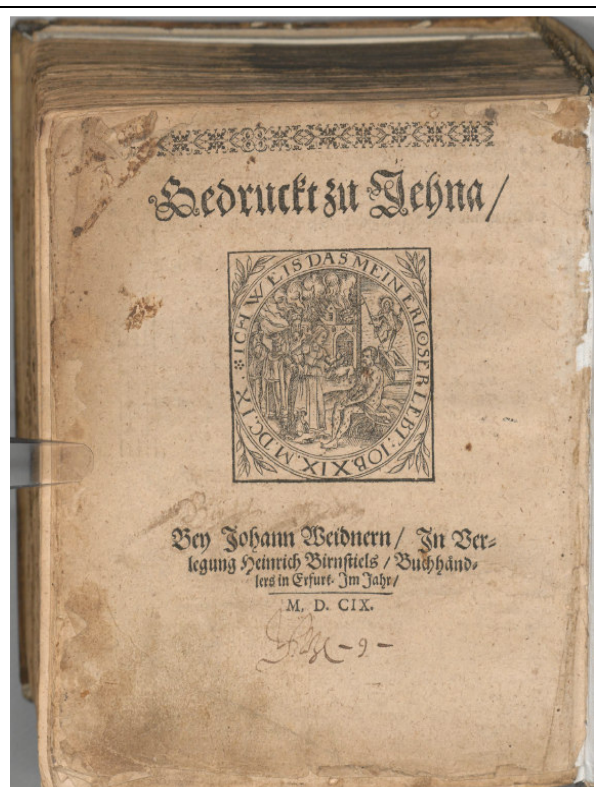 Gedruckt zu Jehna/
ICH WEIS DAS MEIN ERLOSER LEBT: IOB. XIX. M. DC. IX. *
Bey Johann Weidnern/ In Ver-
legung Heinrich Birnstiels / Buchhänd-
lers in Erfurt. Im Jahr/
M. D. CIX.
- 9 -